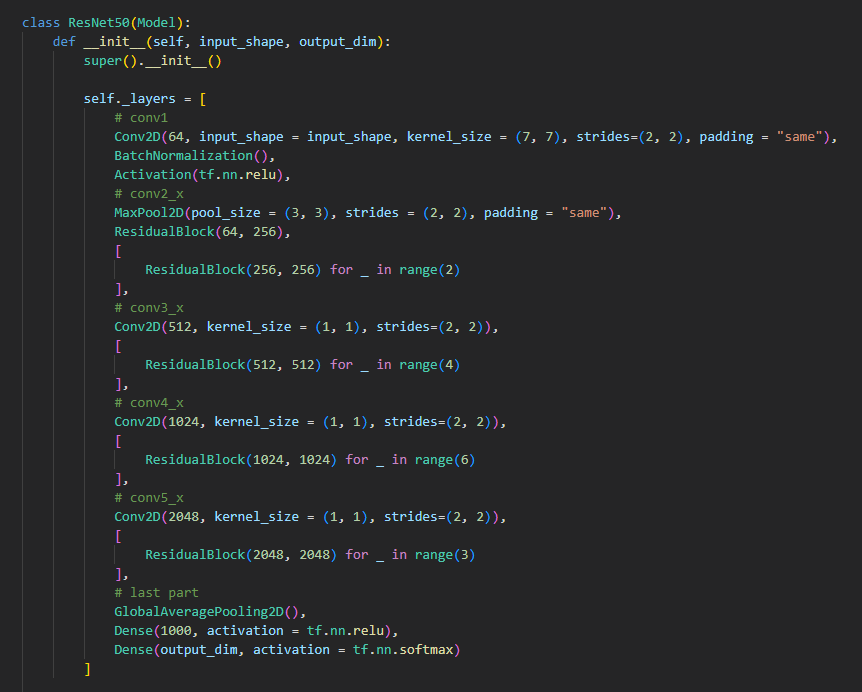 class ResNet50(Model):
    def __init__(self, input_shape, output_dim):
        super().__init__()

        self._layers = [
            # conv1
            Conv2D(64, input_shape = input_shape, kernel_size = (7, 7), strides=(2, 2), padding = "same"),
            BatchNormalization(),
            Activation(tf.nn.relu),
            # conv2_x
            MaxPool2D(pool_size = (3, 3), strides = (2, 2), padding = "same"),
            ResidualBlock(64, 256),
            [
                ResidualBlock(256, 256) for _ in range(2)
            ],
            # conv3_x
            Conv2D(512, kernel_size = (1, 1), strides=(2, 2)),
            [
                ResidualBlock(512, 512) for _ in range(4)
            ],
            # conv4_x
            Conv2D(1024, kernel_size = (1, 1), strides=(2, 2)),
            [
                ResidualBlock(1024, 1024) for _ in range(6)
            ],
            # conv5_x
            Conv2D(2048, kernel_size = (1, 1), strides=(2, 2)),
            [
                ResidualBlock(2048, 2048) for _ in range(3)
            ],
            # last part
            GlobalAveragePooling2D(),
            Dense(1000, activation = tf.nn.relu),
            Dense(output_dim, activation = tf.nn.softmax)
        ]